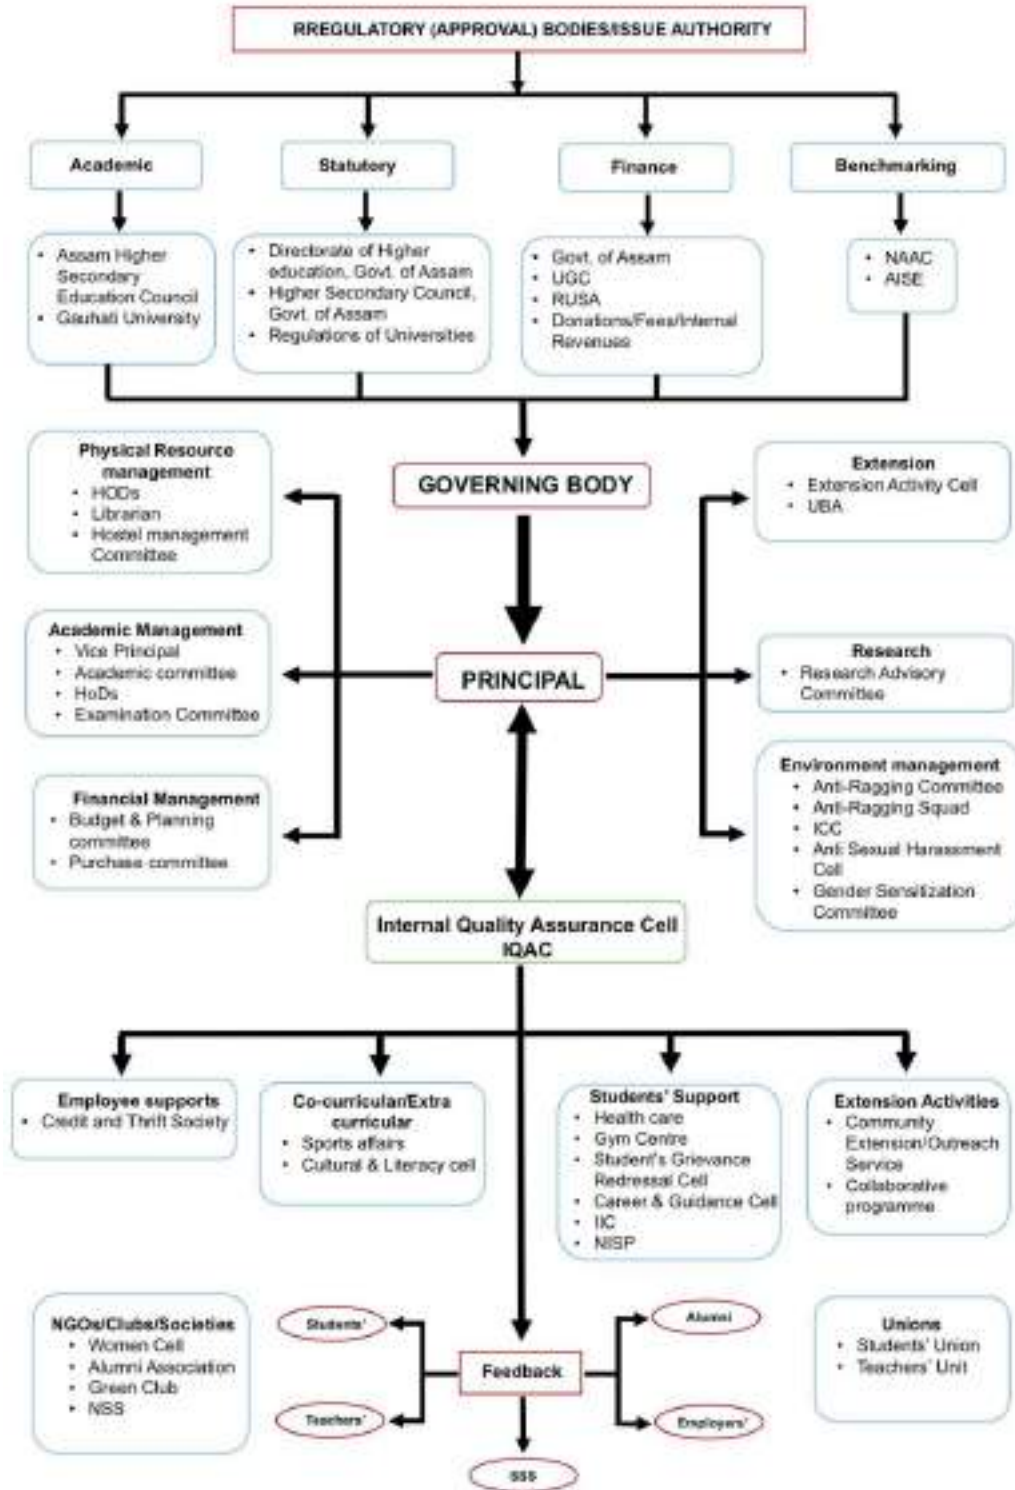 RREGULATORY (APPROVAL) BODIES/ISSUE AUTHORITY
Academic
Statutory
Finance
Benchmarking
• Assam Higher
Secondary
Education Council
• Gauhati University
• Directorate of Higher
education, Govt. of Assam
• Higher Secondary Council,
Govt. of Assam
• Regulations of Universities
• Govt. of Assam
• UGC
• RUSA
• Donations/Fees/Internal
Revenues
• NAAC
• AISE
Physical Resource
management
• HODs
• Librarian
• Hostel management
Committee
GOVERNING BODY
Extension
• Extension Activity Cell
• UBA
Academic Management
• Vice Principal
• Academic committee
• HoDs
• Examination Committee
PRINCIPAL
Research
• Research Advisory
Committee
Financial Management
• Budget & Planning
committee
• Purchase committee
Environment management
• Anti-Ragging Committee
• Anti-Ragging Squad
• ICC
• Anti Sexual Harassment
Cell
• Gender Sensitization
Committee
Internal Quality Assurance Cell
IQAC
Employee supports
• Credit and Thrift Society
Co-curricular/Extra
curricular
• Sports affairs
• Cultural & Literacy cell
Students' Support
• Health care
• Gym Centre
• Student's Grievance
Redressal Cell
• Career & Guidance Cell
• IIC
• NISP
Extension Activities
• Community
Extension/Outreach
Service
• Collaborative
programme
NGOs/Clubs/Societies
• Women Cell
• Alumni Association
• Green Club
• NSS
Students'
Alumni
Feedback
Teachers'
Employers'
SSS
Unions
• Students' Union
• Teachers' Unit